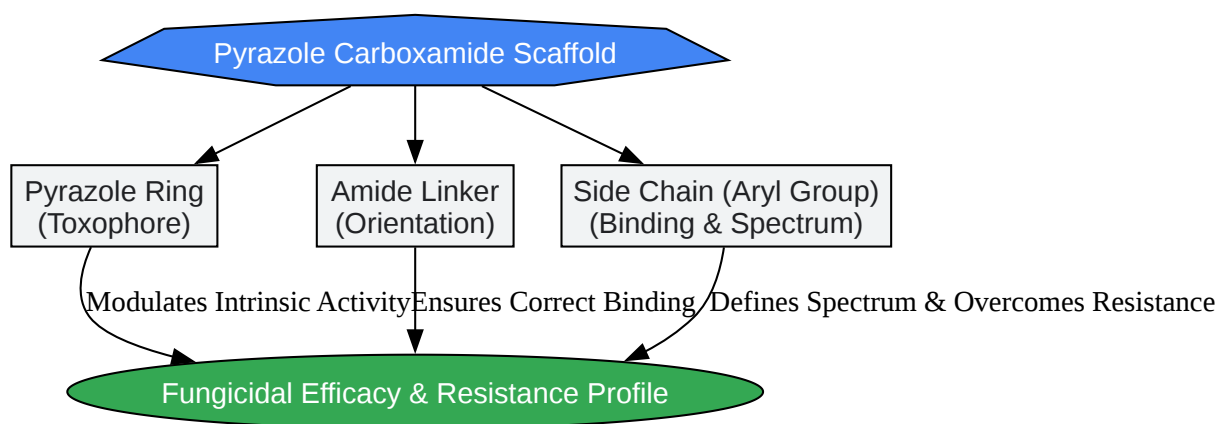 Pyrazole Carboxamide Scaffold
Pyrazole Ring
(Toxophore)
Amide Linker
(Orientation)
Side Chain (Aryl Group)
(Binding & Spectrum)
Modulates Intrinsic Activity
Ensures Correct Binding
Defines Spectrum & Overcomes Resistance
Fungicidal Efficacy & Resistance Profile